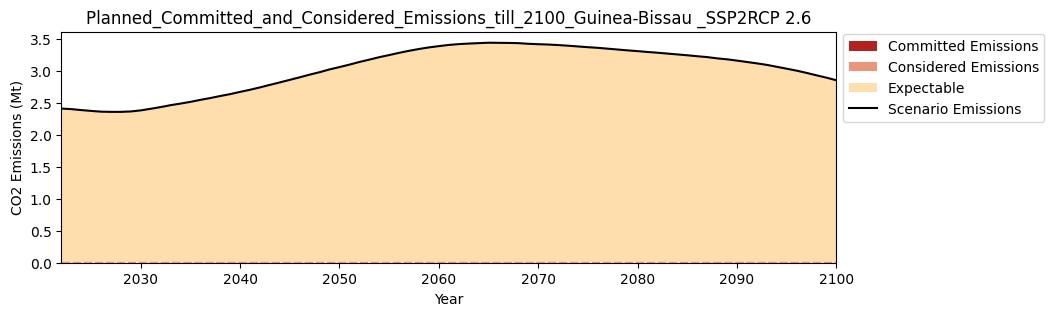 Planned_Committed_and_Considered_Emissions_till_2100_Guinea-Bissau _SSP2RCP 2.6
3.5
3.0
2.5
2.0
1.5
1.0
0.5
0.0
CO2 Emissions (Mt)
2030 2040 2050 2060 2070 2080 2090 2100
Year
Committed Emissions
Considered Emissions
Expectable
Scenario Emissions